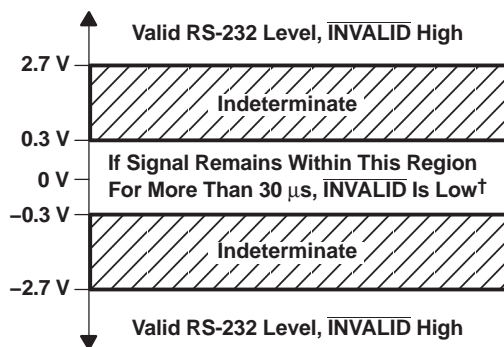 Valid RS-232 Level, INVALID High
2.7 V
Indeterminate
0.3 V
If Signal Remains Within This Region
0 V
For More Than 30 µs, INVALID Is Low†
−0.3 V
Indeterminate
−2.7 V
Valid RS-232 Level, INVALID High